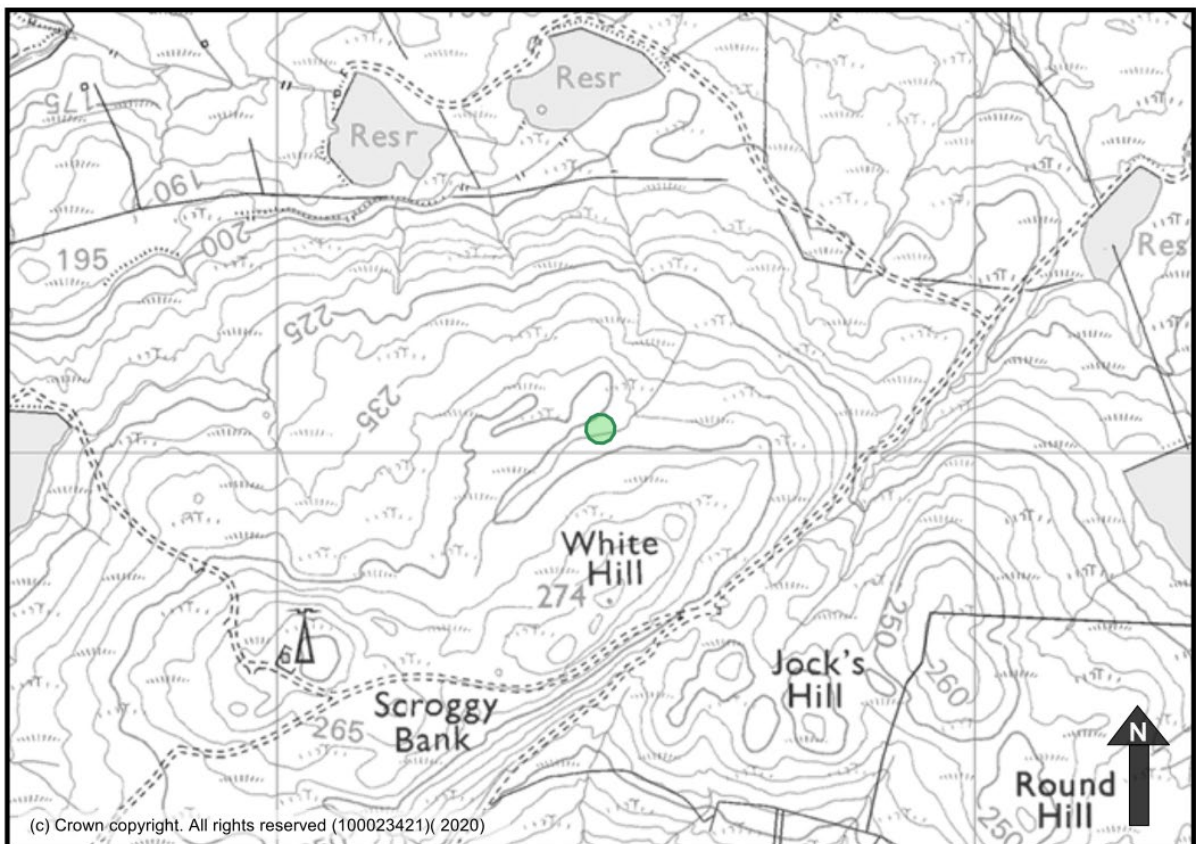 Resr
Resr
175
190
200
195
Res
225
235
White
Hill
274
250
Jock's
Hill
260
Scroggy
Bank
265
N
Round
Hill
250
(c) Crown copyright. All rights reserved (100023421)( 2020)